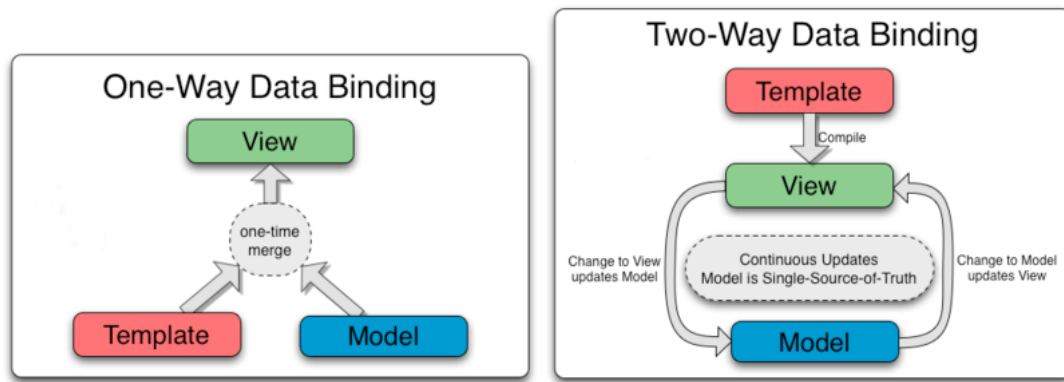 One-Way Data Binding
View
one-time
merge
Template
Model
Two-Way Data Binding
Template
Compile
View
Change to View
updates Model
Continuous Updates
Model is Single-Source-of-Truth
Change to Model
updates View
Model